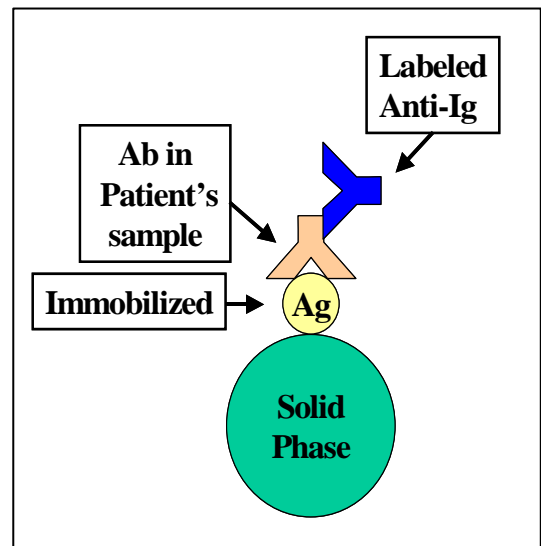 Labeled
Anti-Ig
Ab in
Patient's
sample
Immobilized
Ag
Solid
Phase